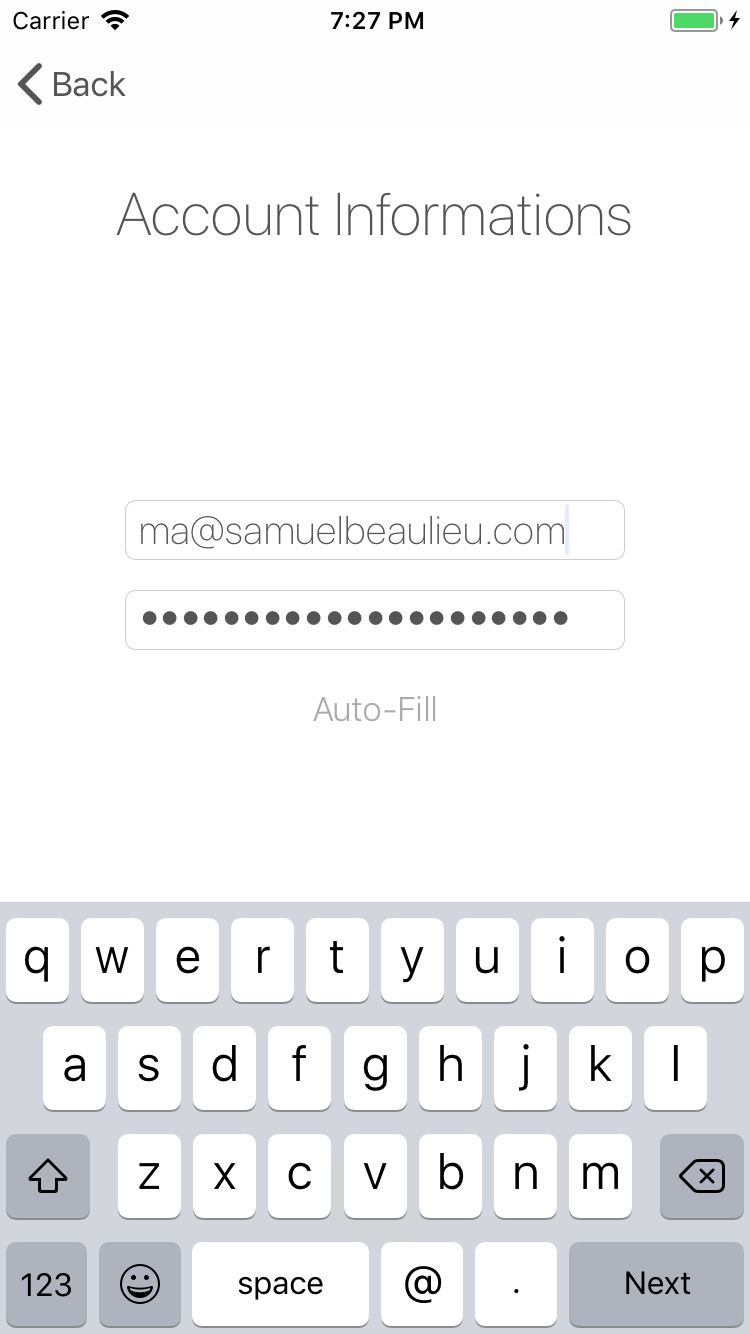 Carrier 7:27 PM
Back
Account Informations
ma@samuelbeaulieu.com
•••••••••••••••••••••
Auto-Fill
q w e r t y u i o p
a s d f g h j k l
z x c v b n m
123 space @ . Next